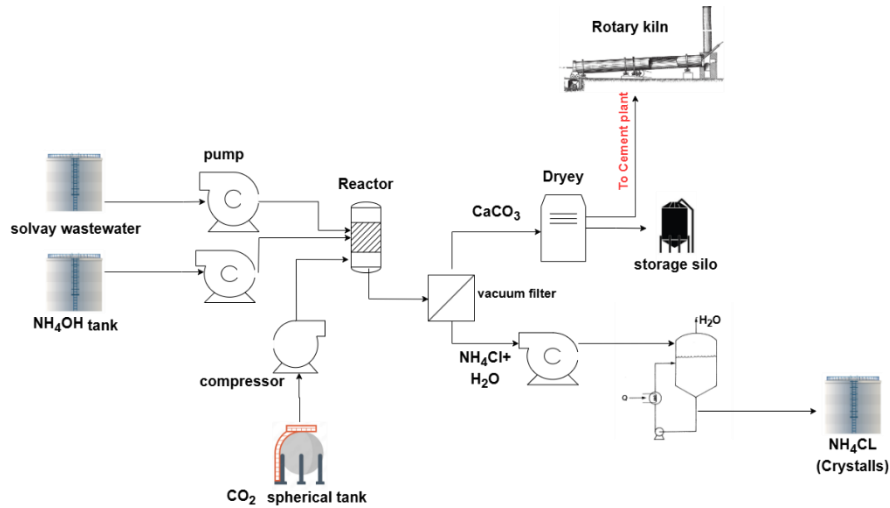 Rotary kiln
To Cement plant
pump
Reactor
Dryey
CaCO₃
solvay wastewater
storage silo
NH₄OH tank
vacuum filter
H₂O
NH₄Cl+
H₂O
compressor
Q
NH₄CL
(Crystalls)
CO₂ spherical tank
C
C